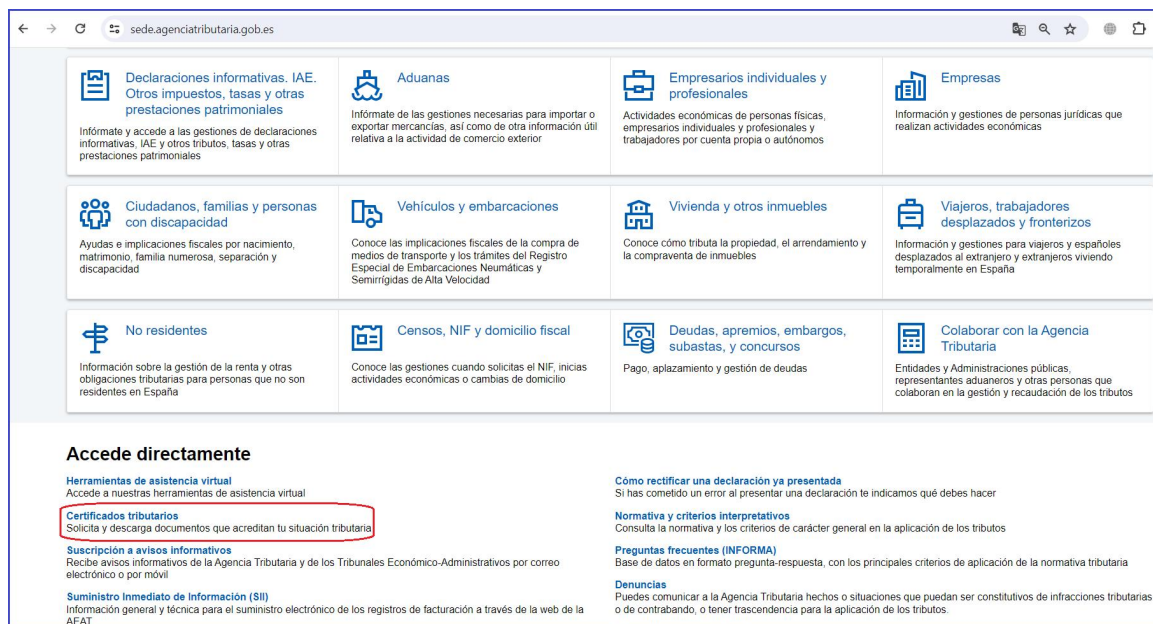 sede.agenciatributaria.gob.es
Declaraciones informativas. IAE.
Otros impuestos, tasas y otras
prestaciones patrimoniales
Infórmate y accede a las gestiones de declaraciones
informativas, IAE y otros tributos, tasas y otras
prestaciones patrimoniales
Aduanas
Infórmate de las gestiones necesarias para importar o
exportar mercancías, así como de otra información útil
relativa a la actividad de comercio exterior
Empresarios individuales y
profesionales
Actividades económicas de personas físicas,
empresarios individuales y profesionales y
trabajadores por cuenta propia o autónomos
Empresas
Información y gestiones de personas jurídicas que
realizan actividades económicas
Ciudadanos, familias y personas
con discapacidad
Ayudas e implicaciones fiscales por nacimiento,
matrimonio, familia numerosa, separación y
discapacidad
Vehículos y embarcaciones
Conoce las implicaciones fiscales de la compra de
medios de transporte y los trámites del Registro
Especial de Embarcaciones Neumáticas y
Semirrígidas de Alta Velocidad
Vivienda y otros inmuebles
Conoce cómo tributa la propiedad, el arrendamiento y
la compraventa de inmuebles
Viajeros, trabajadores
desplazados y fronterizos
Información y gestiones para viajeros y españoles
desplazados al extranjero y extranjeros viviendo
temporalmente en España
No residentes
Información sobre la gestión de la renta y otras
obligaciones tributarias para personas que no son
residentes en España
Censos, NIF y domicilio fiscal
Conoce las gestiones cuando solicitas el NIF, inicias
actividades económicas o cambias de domicilio
Deudas, apremios, embargos,
subastas, y concursos
Pago, aplazamiento y gestión de deudas
Colaborar con la Agencia
Tributaria
Entidades y Administraciones públicas,
representantes aduaneros y otras personas que
colaboran en la gestión y recaudación de los tributos
Accede directamente
Herramientas de asistencia virtual
Accede a nuestras herramientas de asistencia virtual
Certificados tributarios
Solicita y descarga documentos que acreditan tu situación tributaria
Suscripción a avisos informativos
Recibe avisos informativos de la Agencia Tributaria y de los Tribunales Económico-Administrativos por correo
electrónico o por móvil
Suministro Inmediato de Información (SII)
Información general y técnica para el suministro electrónico de los registros de facturación a través de la web de la
AEAT
Cómo rectificar una declaración ya presentada
Si has cometido un error al presentar una declaración te indicamos qué debes hacer
Normativa y criterios interpretativos
Consulta la normativa y los criterios de carácter general en la aplicación de los tributos
Preguntas frecuentes (INFORMA)
Base de datos en formato pregunta-respuesta, con los principales criterios de aplicación de la normativa tributaria
Denuncias
Puedes comunicar a la Agencia Tributaria hechos o situaciones que puedan ser constitutivos de infracciones tributarias
o de contrabando, o tener trascendencia para la aplicación de los tributos.